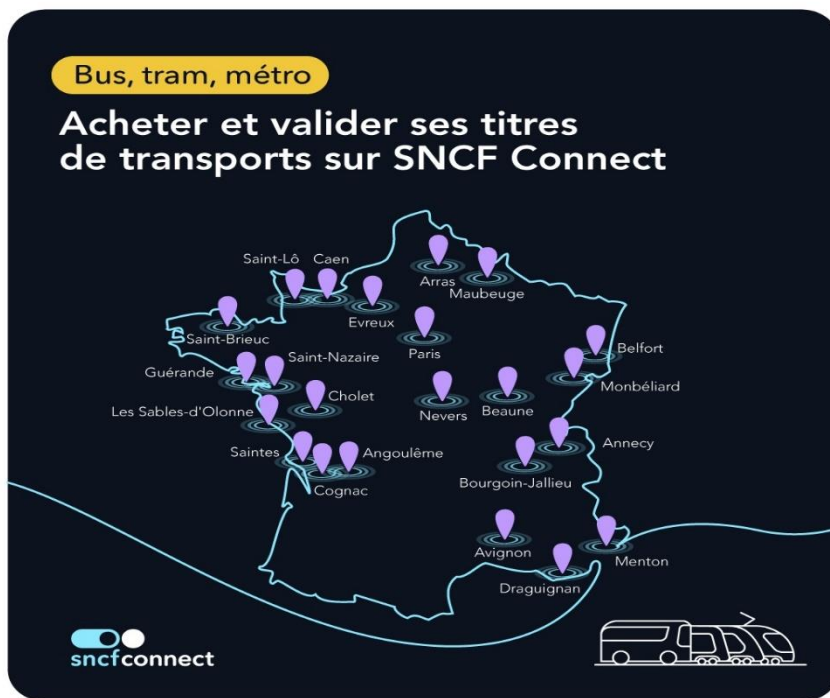 Bus, tram, métro
Acheter et valider ses titres
de transports sur SNCF Connect
Saint-Lô
Caen
Arras
Maubeuge
Evreux
Saint-Brieuc
Paris
Belfort
Guérande
Saint-Nazaire
Monbéliard
Cholet
Nevers
Beaune
Les Sables-d'Olonne
Annecy
Saintes
Angoulême
Cognac
Bourgoin-Jallieu
Avignon
Menton
Draguignan
sncfconnect